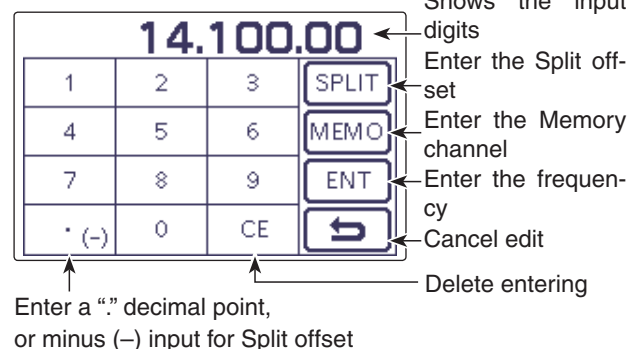 Shows the input
digits
14.100.00
Enter the Split off-
set
1 2 3 SPLIT
Enter the Memory
channel
4 5 6 MEMO
Enter the frequen-
cy
7 8 9 ENT
Cancel edit
· (–) 0 CE
Delete entering
Enter a “.” decimal point,
or minus (–) input for Split offset